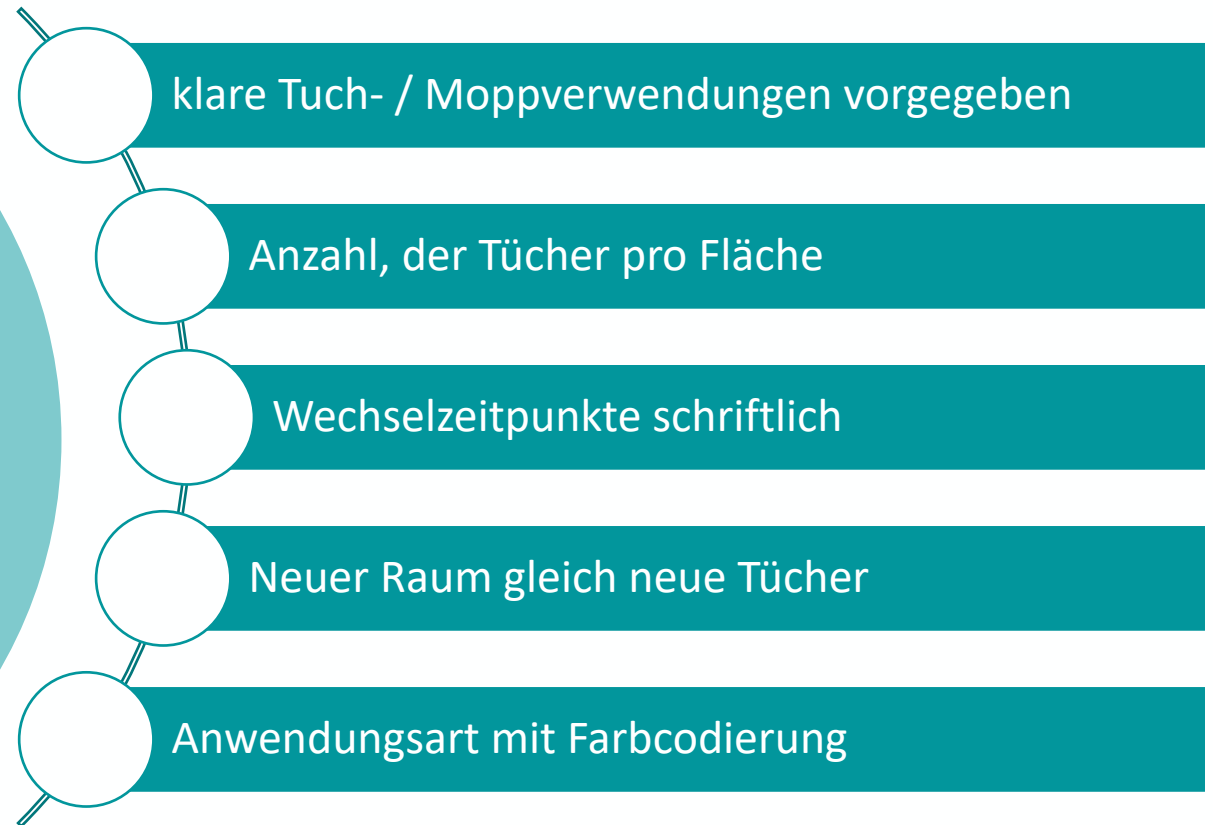 klare Tuch- / Moppverwendungen vorgegeben
Anzahl, der Tücher pro Fläche
Wechselzeitpunkte schriftlich
Neuer Raum gleich neue Tücher
Anwendungsart mit Farbcodierung